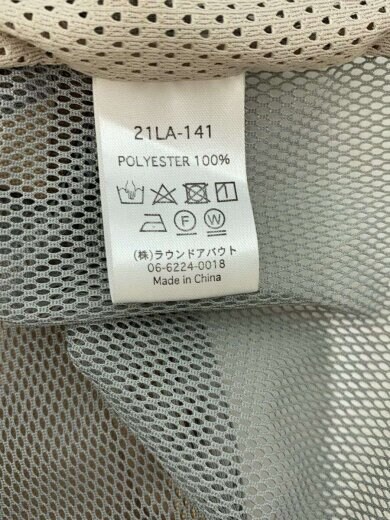 21LA-141
POLYESTER 100%
F W
(株)ラウンドアバウト
06-6224-0018
Made in China